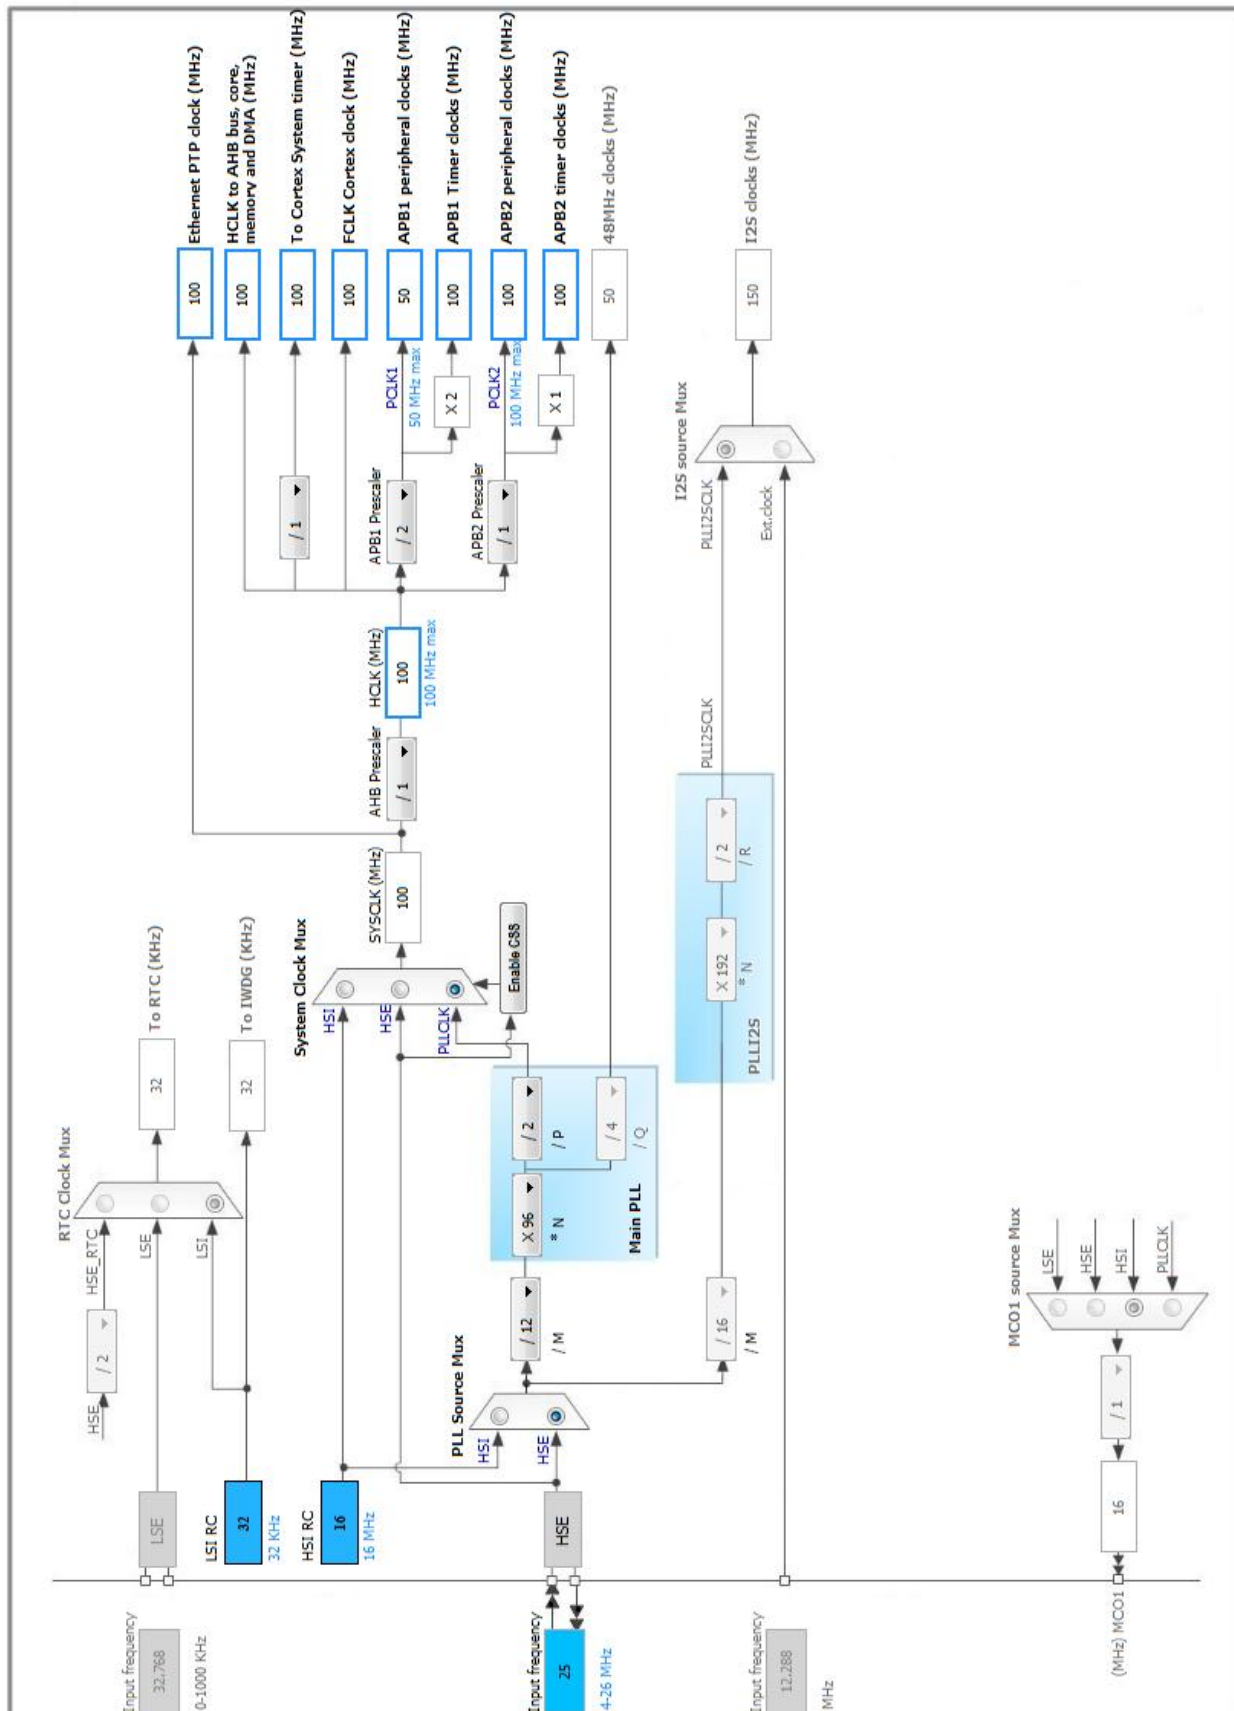 Input frequency
32.768
0-1000 KHz
LSE
HSE
/ 2
HSE_RTC
LSE
LSI
RTC Clock Mux
32
To RTC (KHz)
LSI RC
32
32 KHz
32
To IWDG (KHz)
HSI RC
16
16 MHz
Input frequency
25
4-26 MHz
HSE
PLL Source Mux
HSI
HSE
/ 12
/ M
X 96
* N
/ 2
/ P
/ 4
/ Q
Main PLL
System Clock Mux
HSI
HSE
PLLCLK
Enable CSS
SYSCLK (MHz)
100
AHB Prescaler
/ 1
HCLK (MHz)
100
100 MHz max
100
Ethernet PTP clock (MHz)
100
HCLK to AHB bus, core,
memory and DMA (MHz)
/ 1
100
To Cortex System timer (MHz)
100
FCLK Cortex clock (MHz)
APB1 Prescaler
/ 2
PCLK1
50 MHz max
50
APB1 peripheral clocks (MHz)
X 2
100
APB1 Timer clocks (MHz)
APB2 Prescaler
/ 1
PCLK2
100 MHz max
100
APB2 peripheral clocks (MHz)
X 1
100
APB2 timer clocks (MHz)
50
48MHz clocks (MHz)
/ 16
/ M
PLLI2S
X 192
* N
/ 2
/ R
PLLI2SCLK
PLLI2SCLK
Ext.clock
I2S source Mux
150
I2S clocks (MHz)
Input frequency
12.288
MHz
(MHz) MCO1
16
/ 1
MCO1 source Mux
LSE
HSE
HSI
PLLCLK